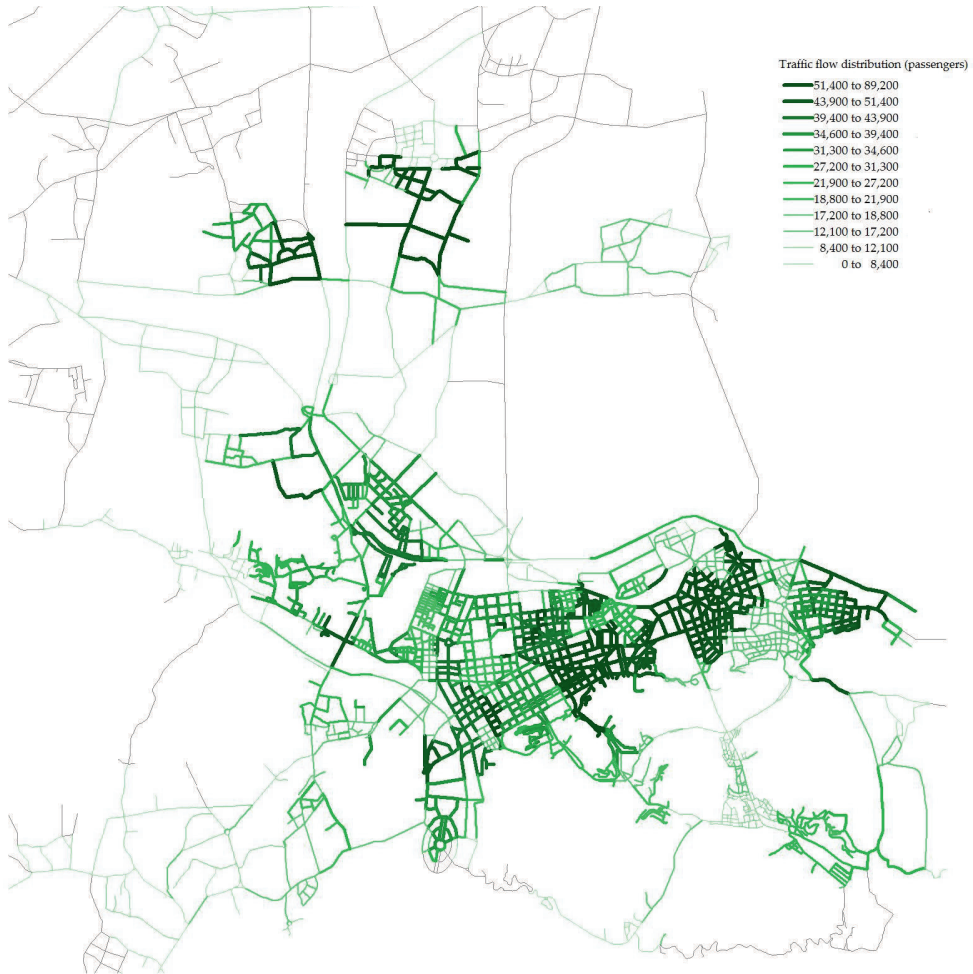 Traffic flow distribution (passengers)
51,400 to 89,200
43,900 to 51,400
39,400 to 43,900
34,600 to 39,400
31,300 to 34,600
27,200 to 31,300
21,900 to 27,200
18,800 to 21,900
17,200 to 18,800
12,100 to 17,200
8,400 to 12,100
0 to 8,400